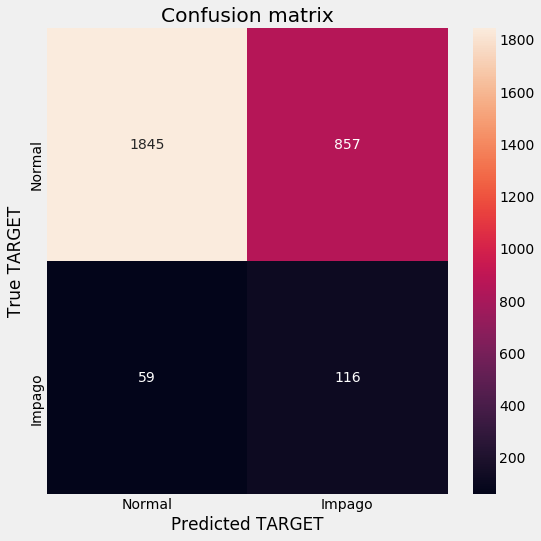 Confusion matrix
1845
857
59
116
Normal
Impago
True TARGET
Normal
Impago
Predicted TARGET
1800
1600
1400
1200
1000
800
600
400
200